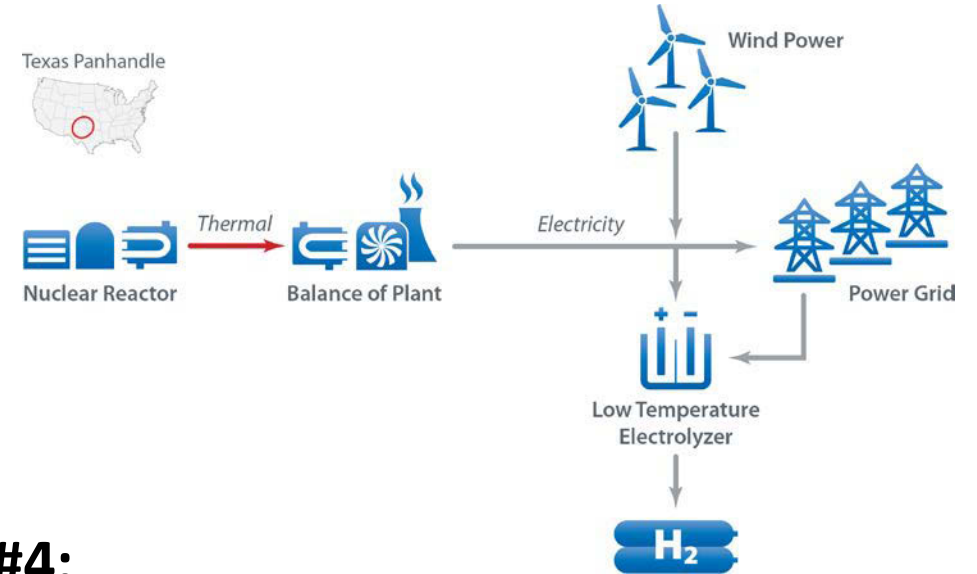 Texas Panhandle
Wind Power
Thermal
Electricity
Nuclear Reactor
Balance of Plant
Power Grid
+ −
Low Temperature
Electrolyzer
H₂
#4: